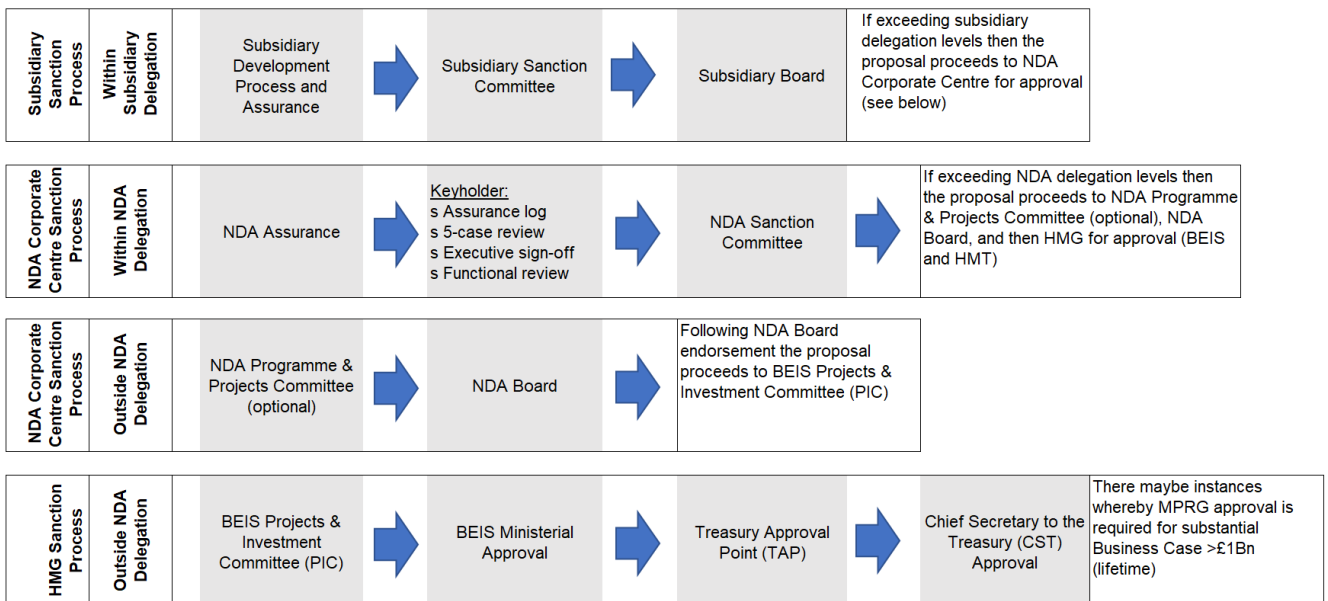 Subsidiary
Sanction
Process
Within
Subsidiary
Delegation
Subsidiary
Development
Process and
Assurance
Subsidiary Sanction
Committee
Subsidiary Board
If exceeding subsidiary
delegation levels then the
proposal proceeds to NDA
Corporate Centre for approval
(see below)
NDA Corporate
Centre Sanction
Process
Within NDA
Delegation
NDA Assurance
Keyholder:
s Assurance log
s 5-case review
s Executive sign-off
s Functional review
NDA Sanction
Committee
If exceeding NDA delegation levels then
the proposal proceeds to NDA Programme
& Projects Committee (optional), NDA
Board, and then HMG for approval (BEIS
and HMT)
NDA Corporate
Centre Sanction
Process
Outside NDA
Delegation
NDA Programme &
Projects Committee
(optional)
NDA Board
Following NDA Board
endorsement the proposal
proceeds to BEIS Projects &
Investment Committee (PIC)
HMG Sanction
Process
Outside NDA
Delegation
BEIS Projects &
Investment
Committee (PIC)
BEIS Ministerial
Approval
Treasury Approval
Point (TAP)
Chief Secretary to the
Treasury (CST)
Approval
There maybe instances
whereby MPRG approval is
required for substantial
Business Case >£1Bn
(lifetime)